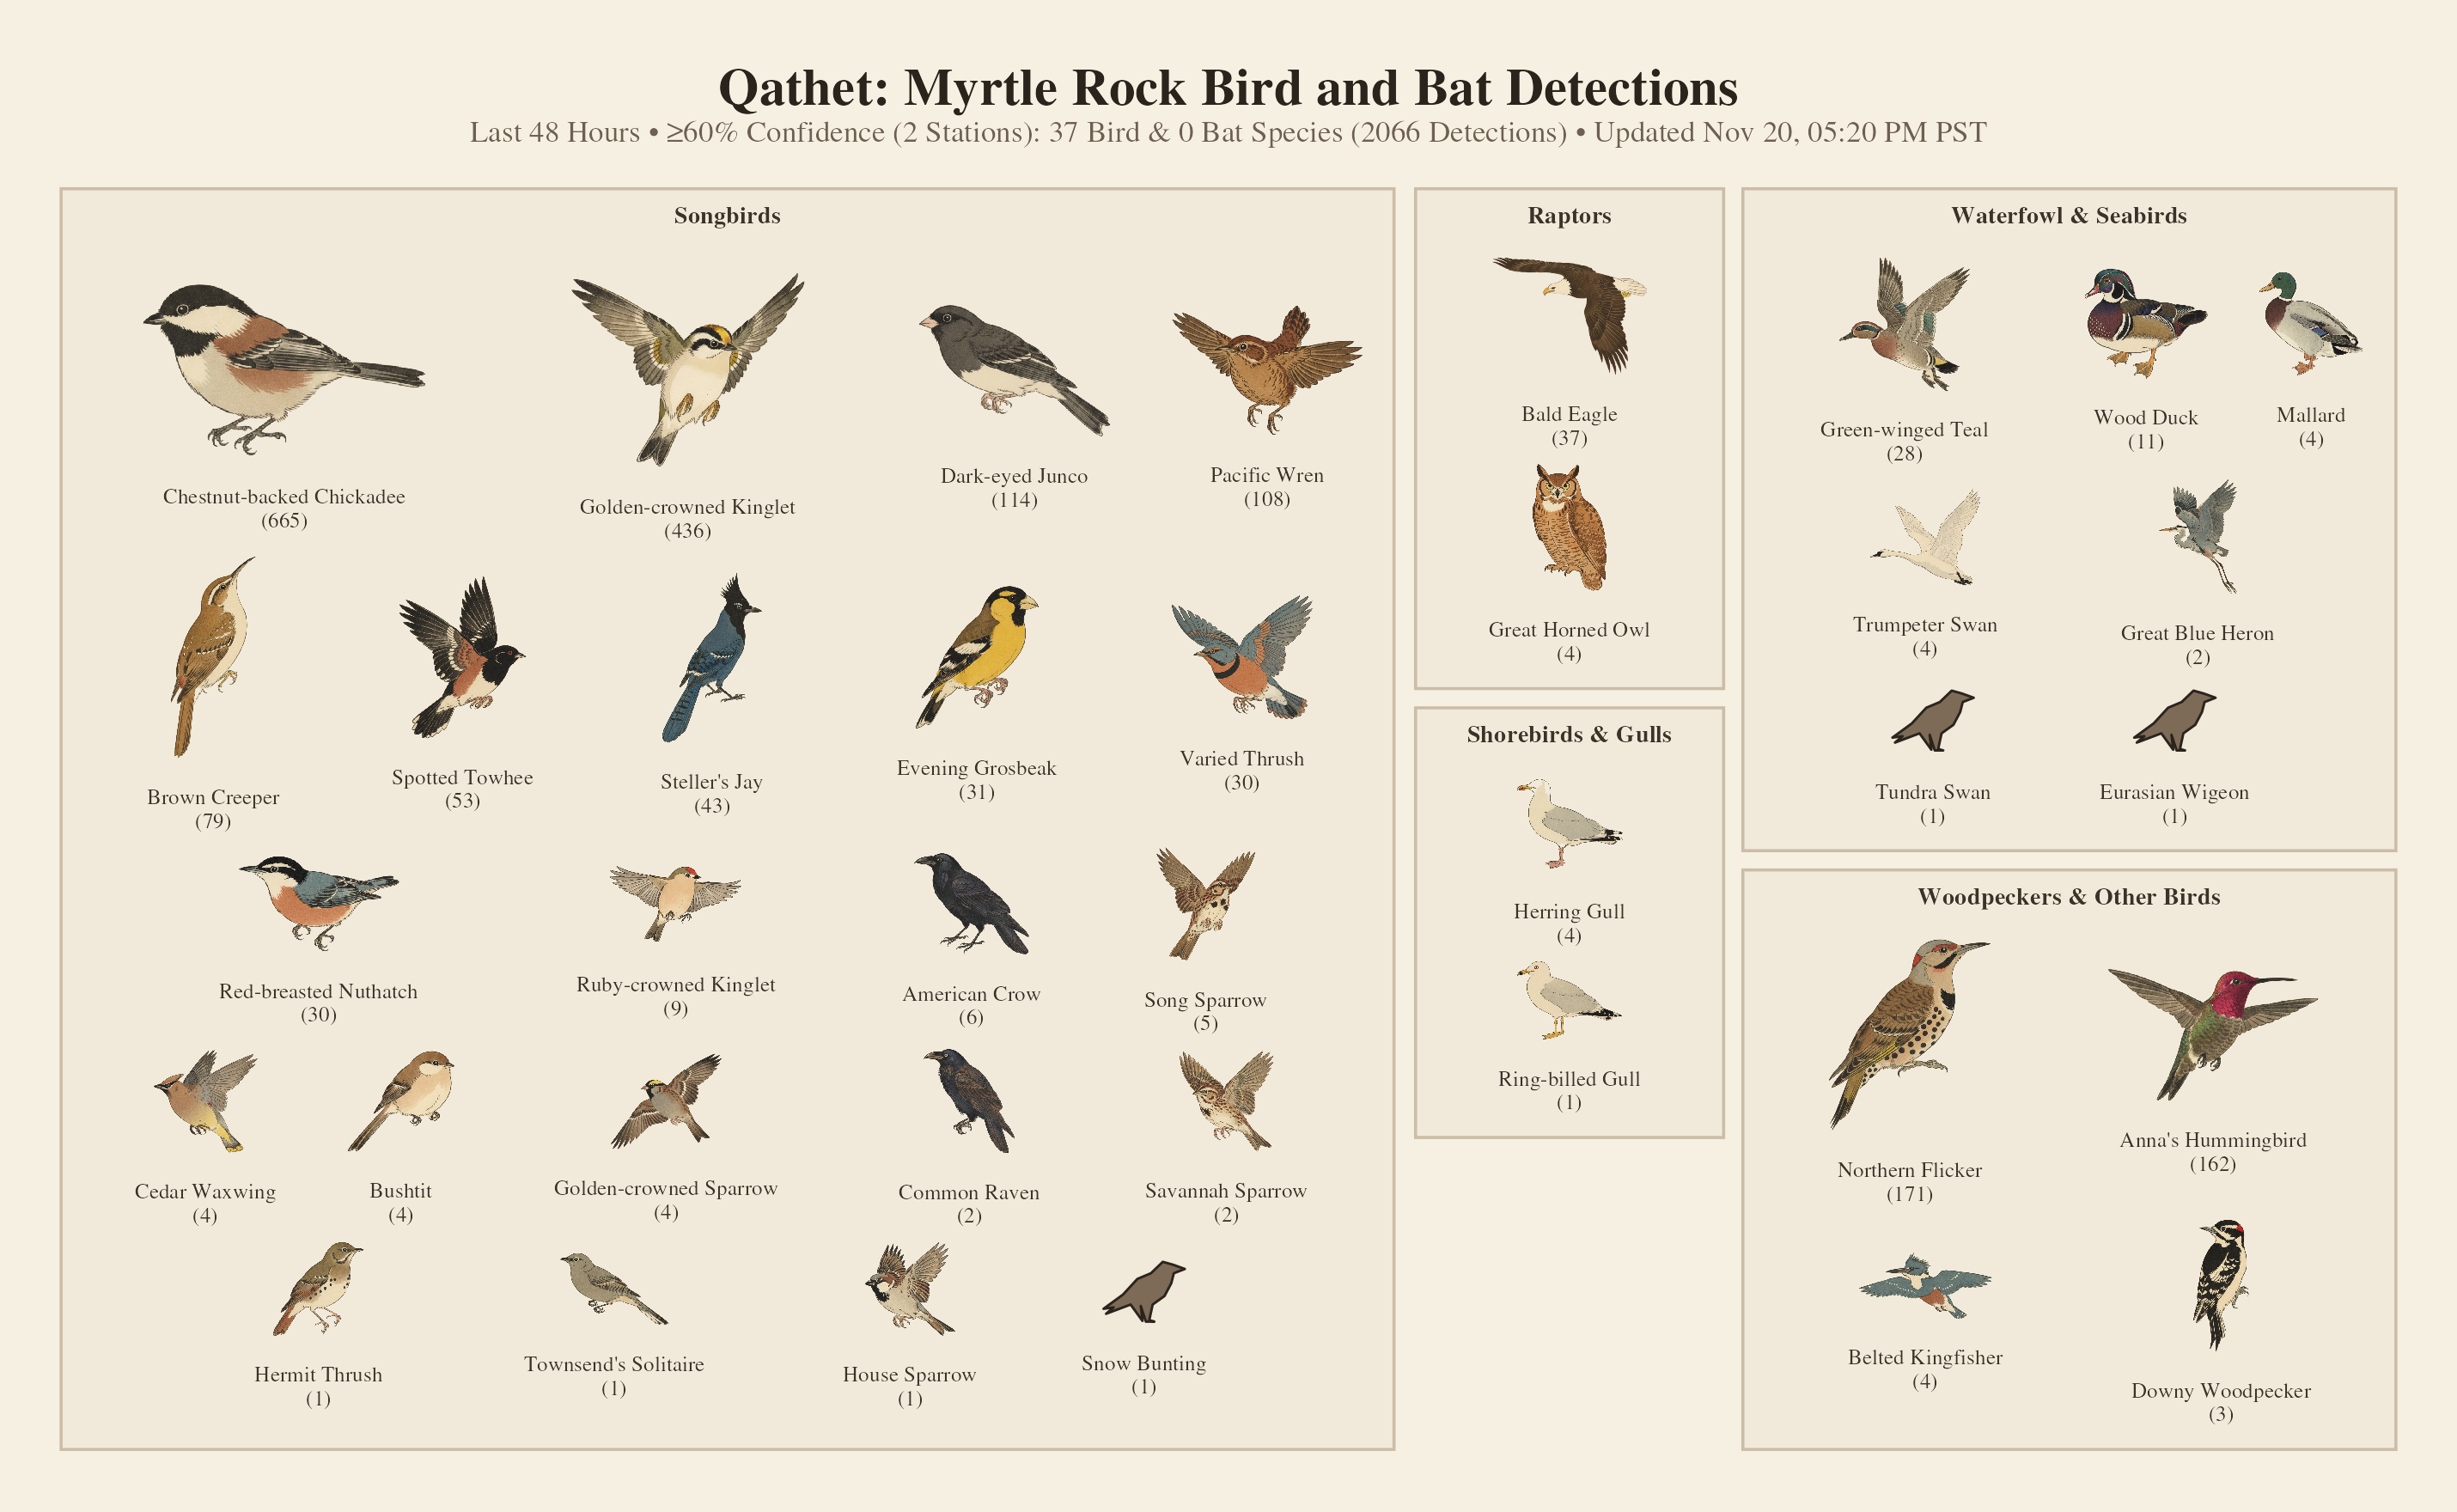 Qathet: Myrtle Rock Bird and Bat Detections
Last 48 Hours • ≥60% Confidence (2 Stations): 37 Bird & 0 Bat Species (2066 Detections) • Updated Nov 20, 05:20 PM PST
Songbirds
Chestnut-backed Chickadee
(665)
Golden-crowned Kinglet
(436)
Dark-eyed Junco
(114)
Pacific Wren
(108)
Brown Creeper
(79)
Spotted Towhee
(53)
Steller's Jay
(43)
Evening Grosbeak
(31)
Varied Thrush
(30)
Red-breasted Nuthatch
(30)
Ruby-crowned Kinglet
(9)
American Crow
(6)
Song Sparrow
(5)
Cedar Waxwing
(4)
Bushtit
(4)
Golden-crowned Sparrow
(4)
Common Raven
(2)
Savannah Sparrow
(2)
Hermit Thrush
(1)
Townsend's Solitaire
(1)
House Sparrow
(1)
Snow Bunting
(1)
Raptors
Bald Eagle
(37)
Great Horned Owl
(4)
Shorebirds & Gulls
Herring Gull
(4)
Ring-billed Gull
(1)
Waterfowl & Seabirds
Green-winged Teal
(28)
Wood Duck
(11)
Mallard
(4)
Trumpeter Swan
(4)
Great Blue Heron
(2)
Tundra Swan
(1)
Eurasian Wigeon
(1)
Woodpeckers & Other Birds
Northern Flicker
(171)
Anna's Hummingbird
(162)
Belted Kingfisher
(4)
Downy Woodpecker
(3)